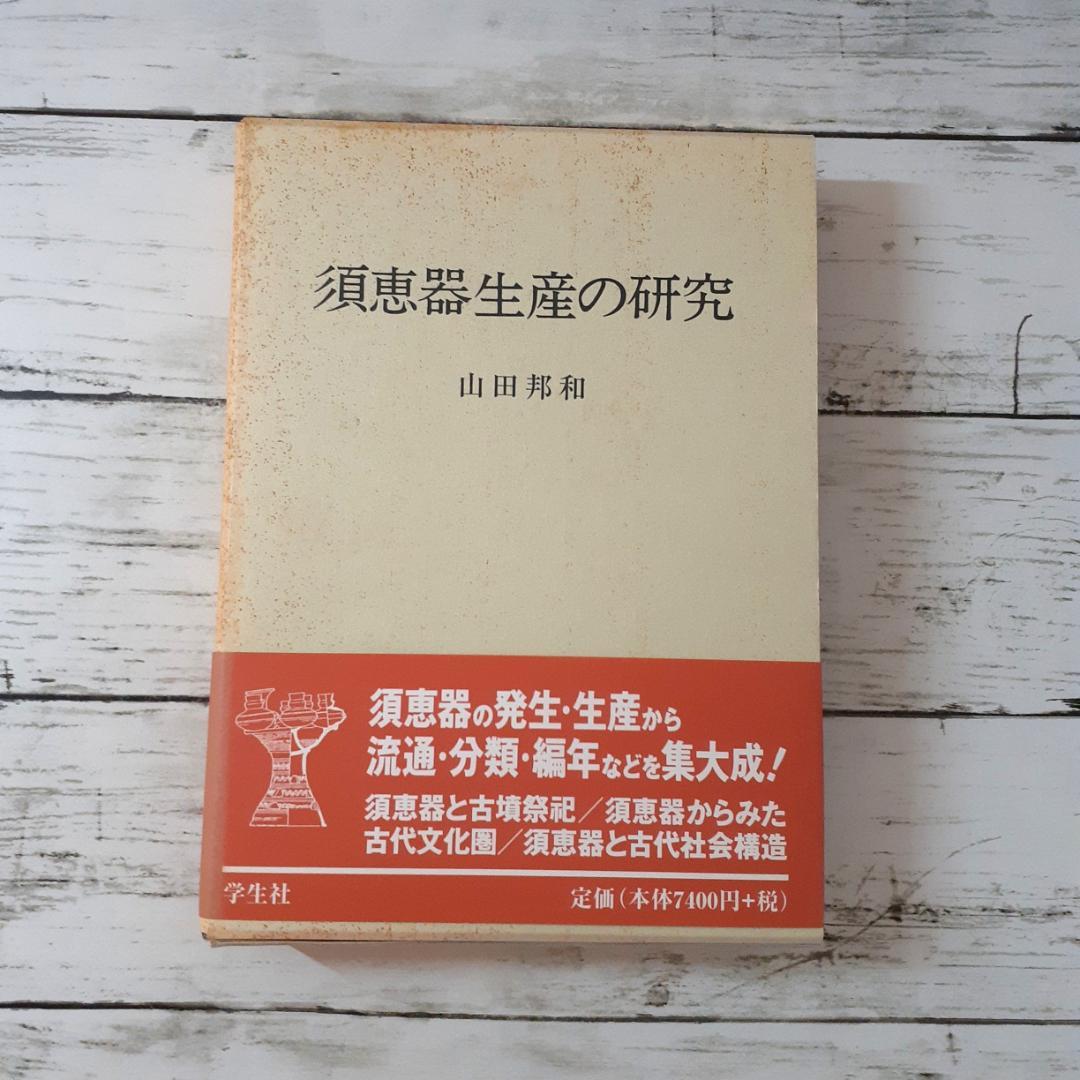 須恵器生産の研究
山田邦和
須恵器の発生・生産から
流通・分類・編年などを集大成！
須恵器と古墳祭祀／須恵器からみた
古代文化圏／須恵器と古代社会構造
学生社
定価（本体7400円+税）